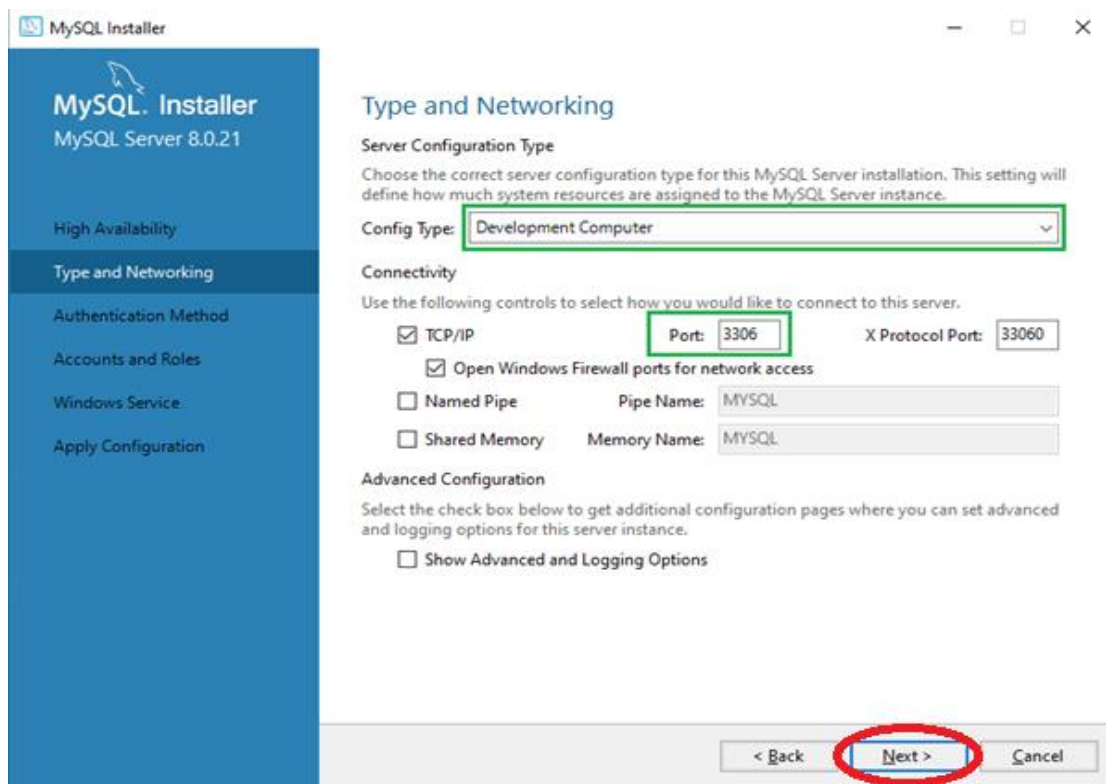 MySQL Installer
MySQL. Installer
MySQL Server 8.0.21
High Availability
Type and Networking
Authentication Method
Accounts and Roles
Windows Service
Apply Configuration
Type and Networking
Server Configuration Type
Choose the correct server configuration type for this MySQL Server installation. This setting will
define how much system resources are assigned to the MySQL Server instance.
Config Type: Development Computer
Connectivity
Use the following controls to select how you would like to connect to this server.
TCP/IP Port: 3306 X Protocol Port: 33060
Open Windows Firewall ports for network access
Named Pipe Pipe Name: MYSQL
Shared Memory Memory Name: MYSQL
Advanced Configuration
Select the check box below to get additional configuration pages where you can set advanced
and logging options for this server instance.
Show Advanced and Logging Options
< Back Next > Cancel